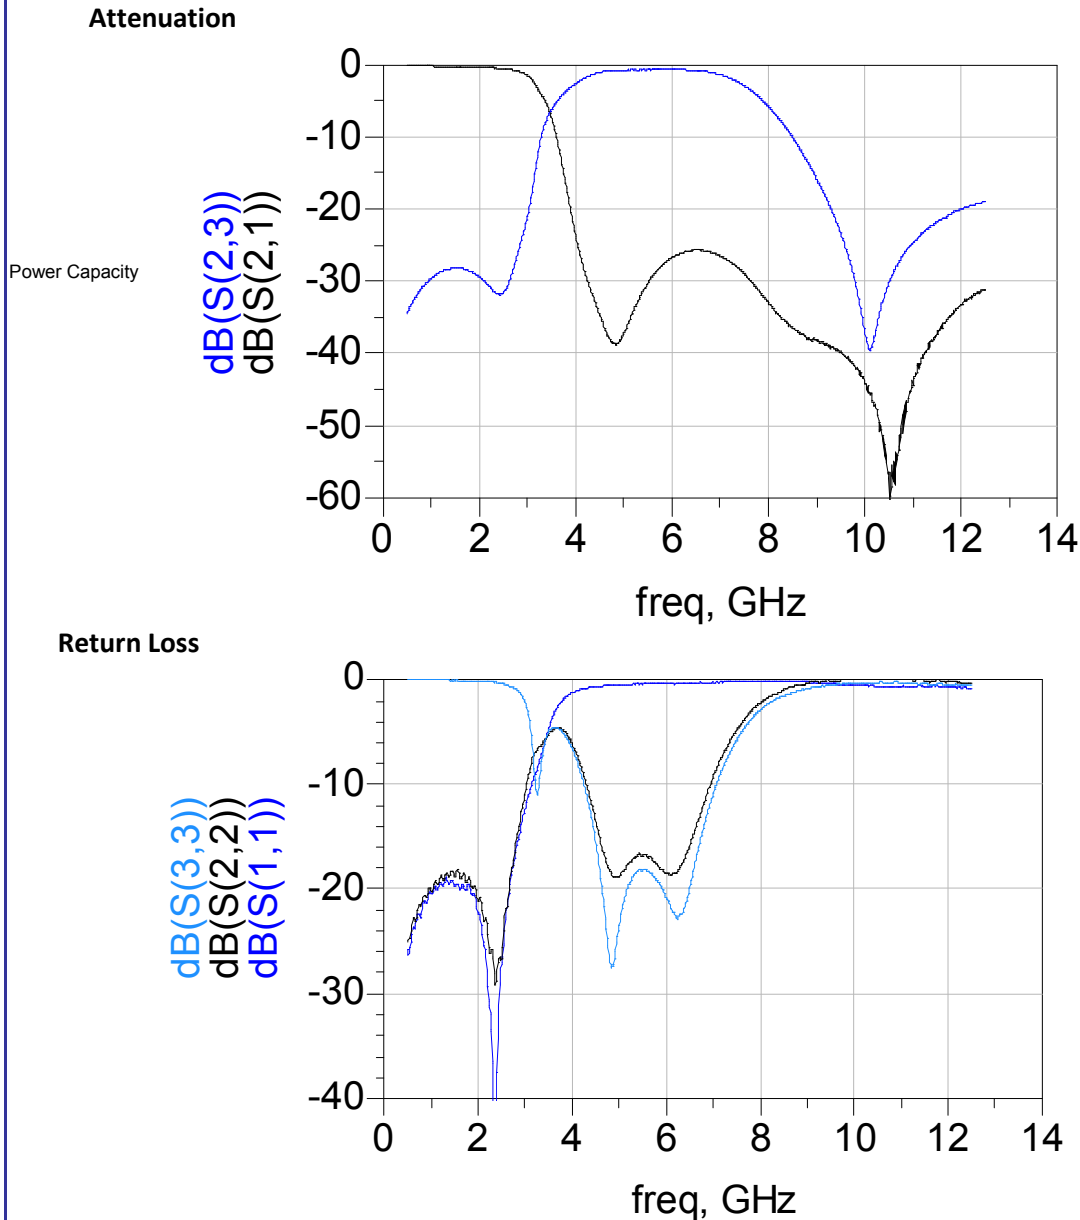 Attenuation
0
-10
-20
-30
-40
-50
-60
dB(S(2,3))
dB(S(2,1))
Power Capacity
0 2 4 6 8 10 12 14
freq, GHz
Return Loss
0
-10
-20
-30
-40
dB(S(3,3))
dB(S(2,2))
dB(S(1,1))
0 2 4 6 8 10 12 14
freq, GHz